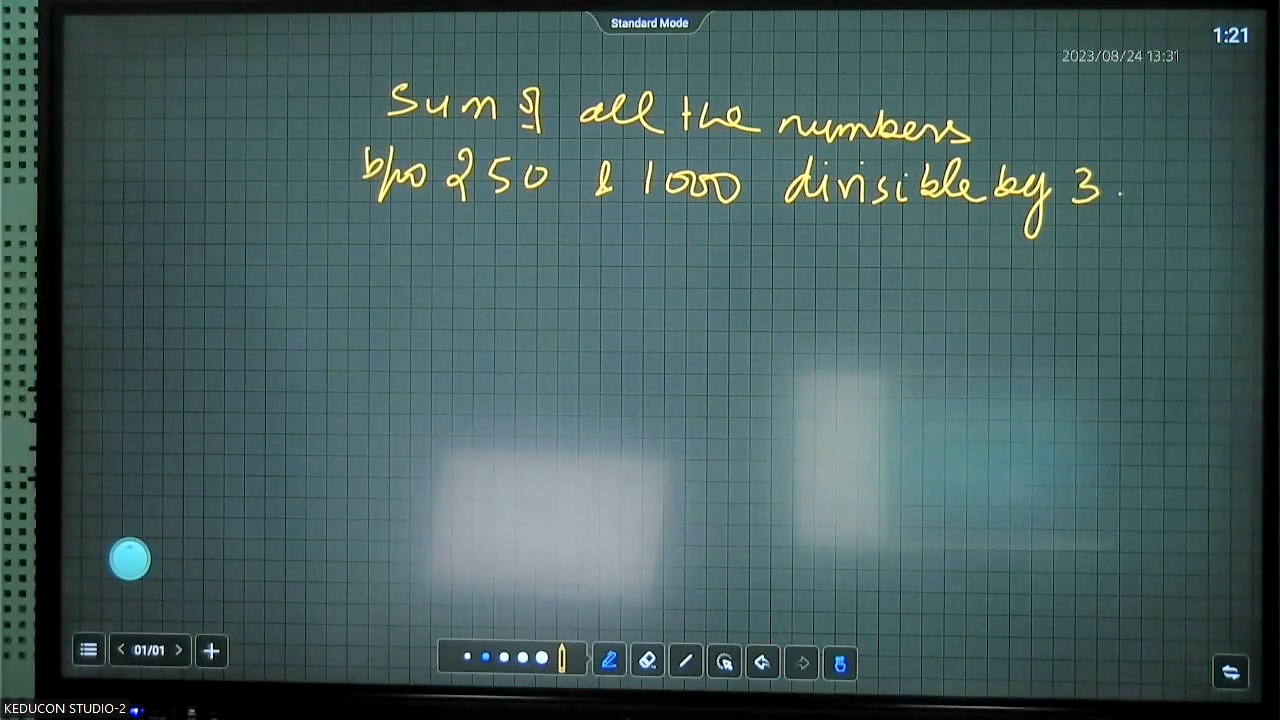 Standard Mode
1:21
2023/08/24 13:31
Sum of all the numbers
b/w 250 & 1000 divisible by 3.
01/01
KEDUCON STUDIO-2